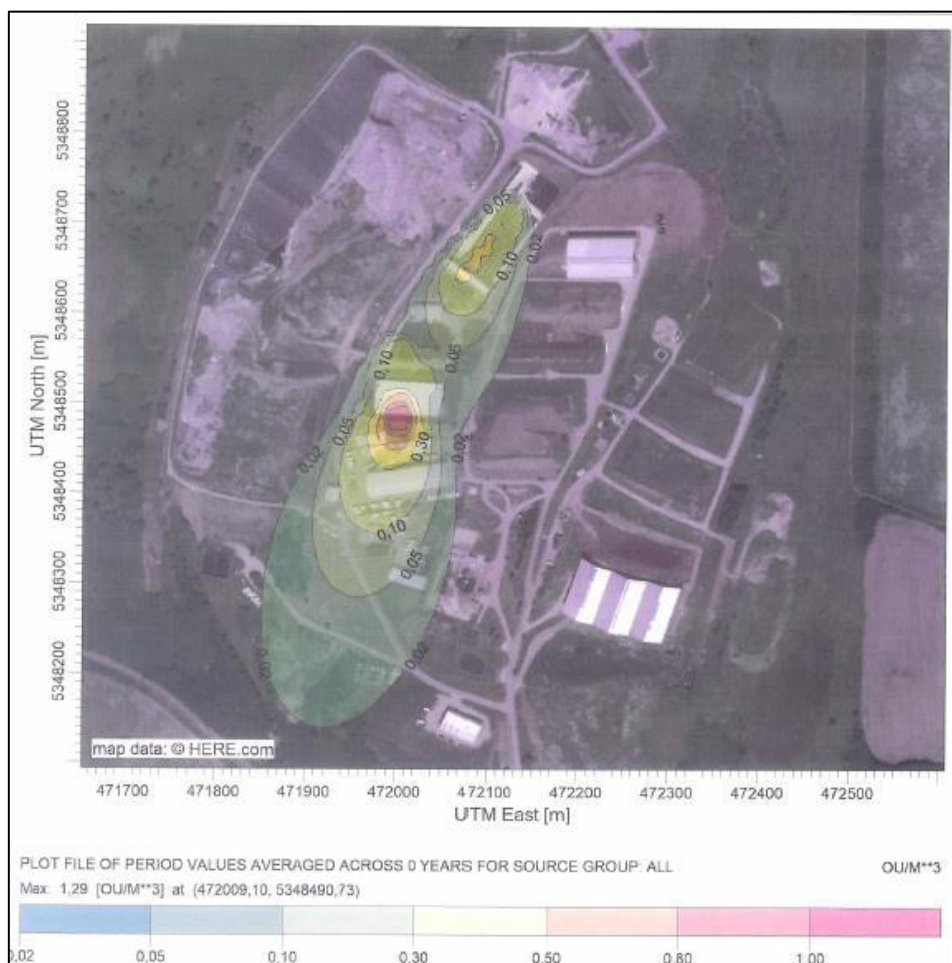 5348800
5348700
5348600
5348500
5348400
5348300
5348200
UTM North [m]
0,05
0,02
0,10
0,05
0,10
0,05
0,02
0,30
0,02
0,10
0,05
0,02
map data: © HERE.com
471700 471800 471900 472000 472100 472200 472300 472400 472500
UTM East [m]
PLOT FILE OF PERIOD VALUES AVERAGED ACROSS 0 YEARS FOR SOURCE GROUP: ALL OU/M**3
Max: 1,29 [OU/M**3] at (472009,10, 5348490,73)
0,02 0,05 0,10 0,30 0,50 0,80 1,00